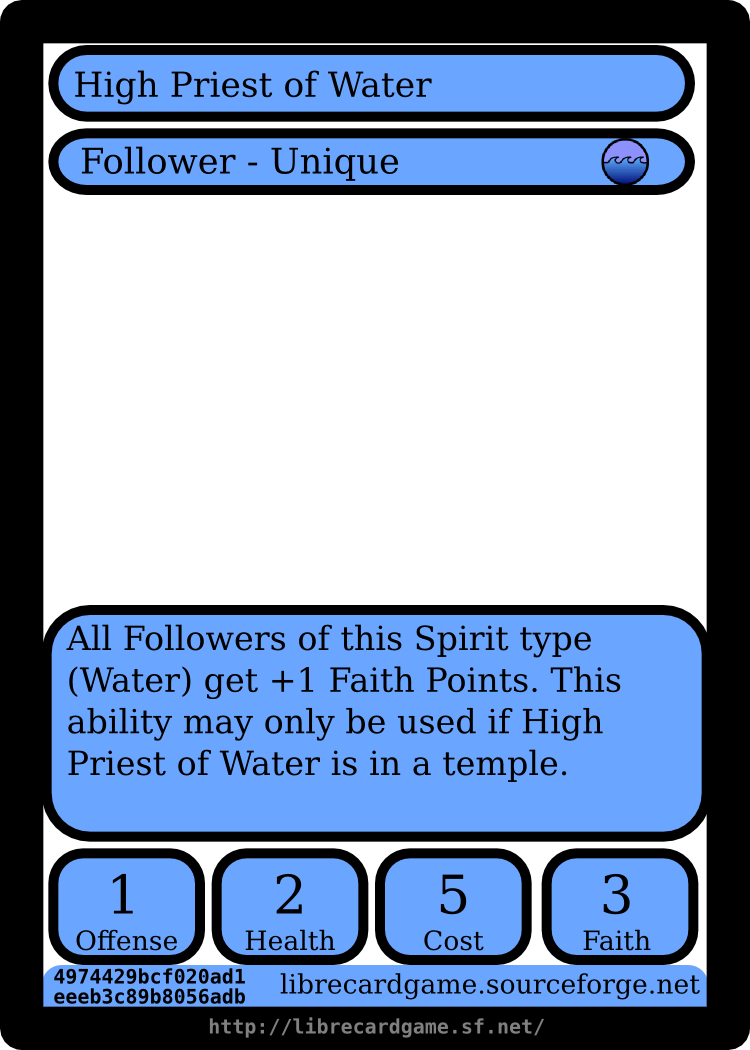 High Priest of Water
Follower - Unique
All Followers of this Spirit type
(Water) get +1 Faith Points. This
ability may only be used if High
Priest of Water is in a temple.
1 2 5 3
Offense Health Cost Faith
4974429bcf020ad1
eeeb3c89b8056adb
librecardgame.sourceforge.net
http://librecardgame.sf.net/